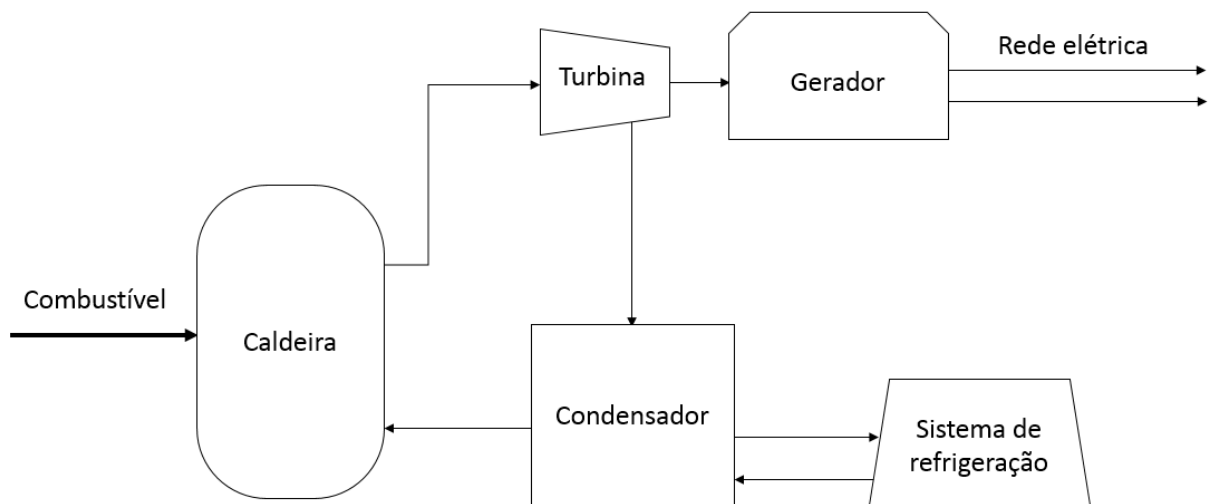 Rede elétrica
Turbina
Gerador
Combustível
Caldeira
Condensador
Sistema de
refrigeração